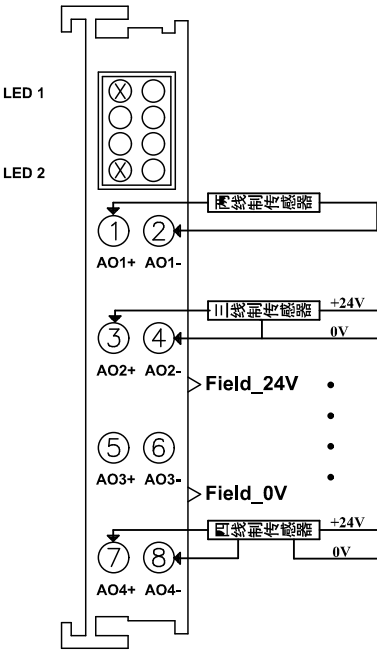 LED 1
LED 2
两线制传感器
① ②
AO1+ AO1-
三线制传感器 +24V
0V
③ ④
AO2+ AO2-
Field_24V
⑤ ⑥
AO3+ AO3-
Field_0V
四线制传感器 +24V
0V
⑦ ⑧
AO4+ AO4-